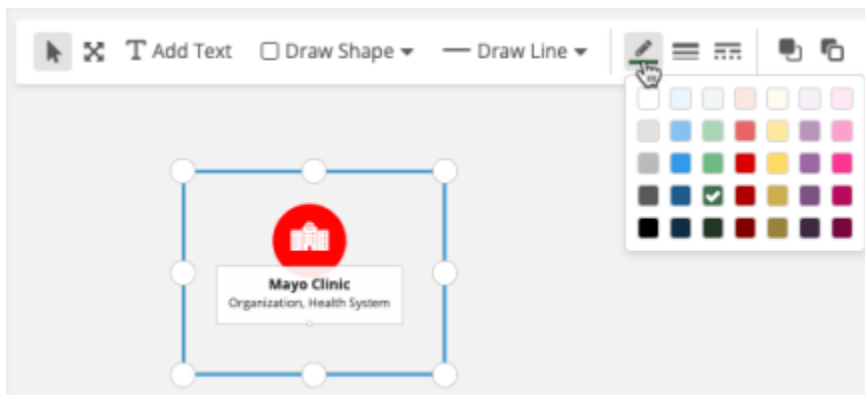 Add Text Draw Shape Draw Line
Mayo Clinic
Organization, Health System